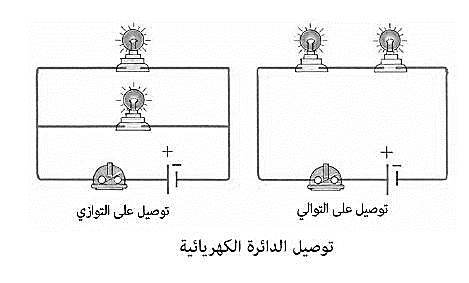 + − + −
توصيل على التوالي
توصيل على التوازي
توصيل الدائرة الكهربائية